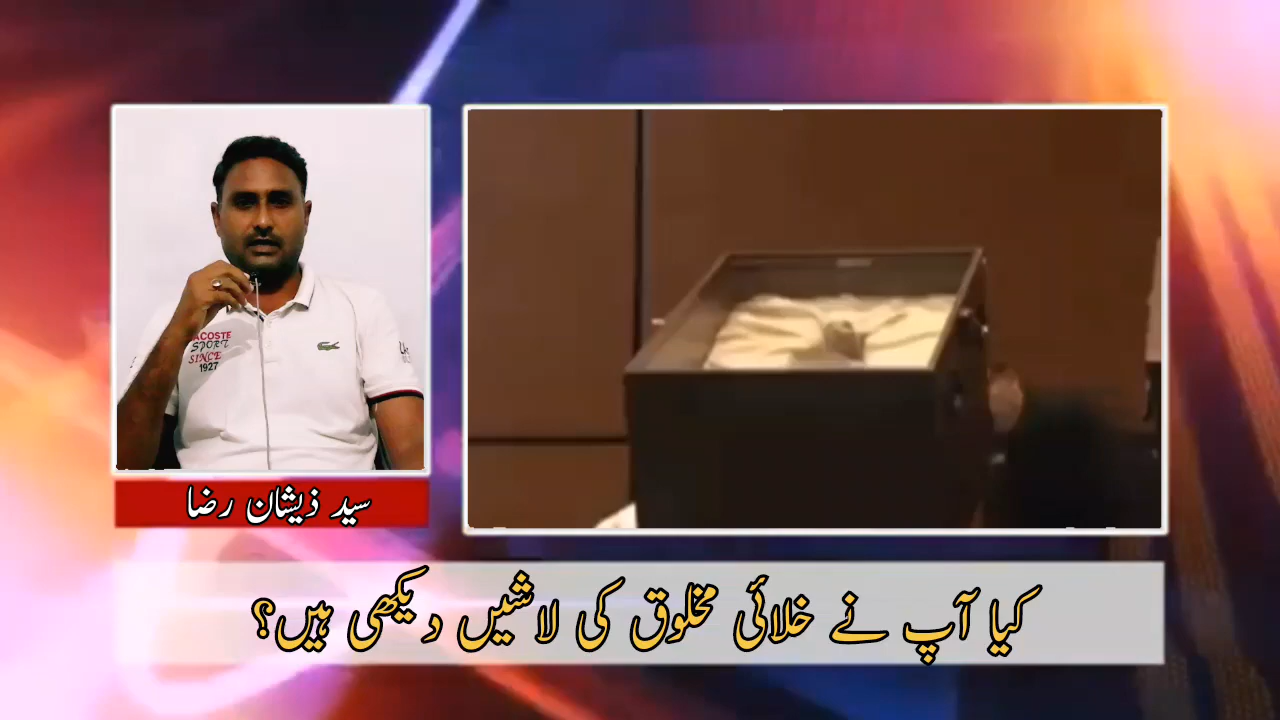 ACOSTE
SPORT
SINCE
1927
سید ذیشان رضا
کیا آپ نے خلائی مخلوق کی لاشیں دیکھی ہیں؟